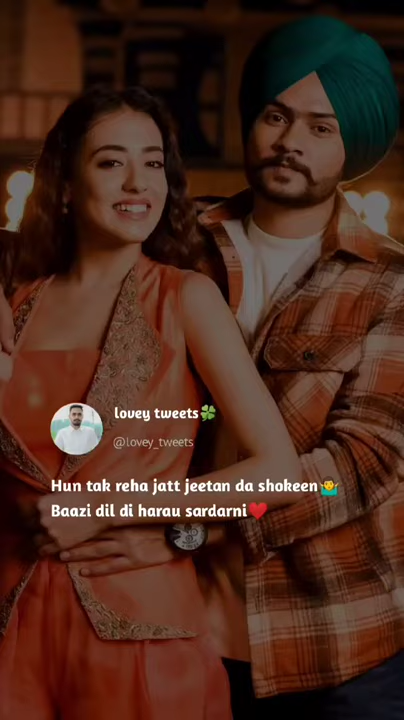 lovey tweets🍀
@lovey_tweets
Hun tak reha jatt jeetan da shokeen🤷‍♂️
Baazi dil di harau sardarni❤️